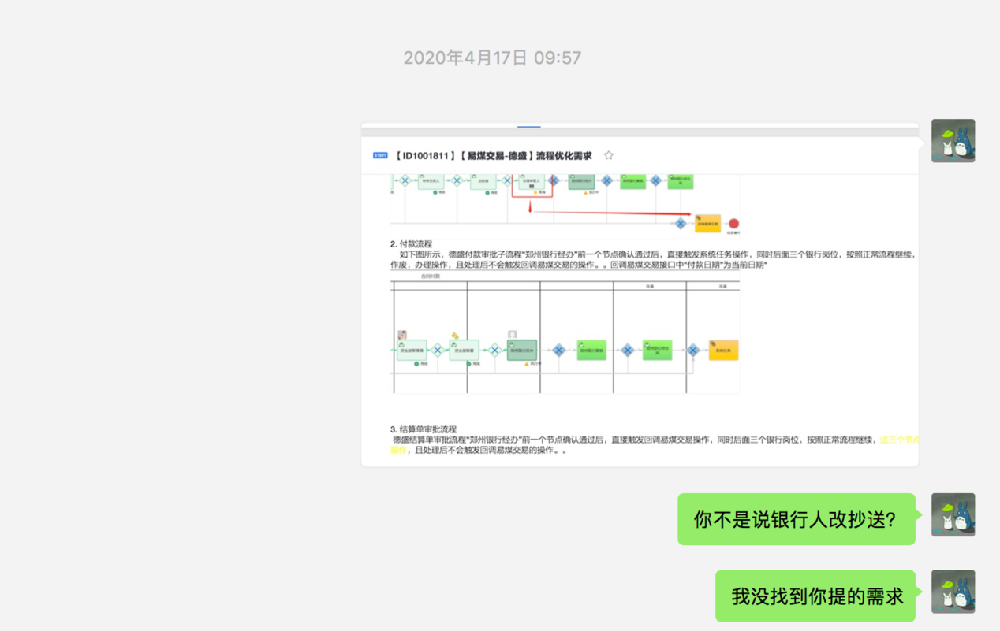 2020年4月17日 09:57
STORY 【ID1001811】【易煤交易-德盛】流程优化需求
2. 付款流程
如下图所示，德盛付款审批子流程“郑州银行经办”前一个节点确认通过后，直接触发系统任务操作，同时后面三个银行岗位，按照正常流程继续，
作废，办理操作，且处理后不会触发回调易煤交易的操作。。回调易煤交易接口中“付款日期”为当前日期“
合同付款
3. 结算单审批流程
德盛结算单审批流程“郑州银行经办”前一个节点确认通过后，直接触发回调易煤交易操作，同时后面三个银行岗位，按照正常流程继续，这三个节点
操作，且处理后不会触发回调易煤交易的操作。。
你不是说银行人改抄送?
我没找到你提的需求